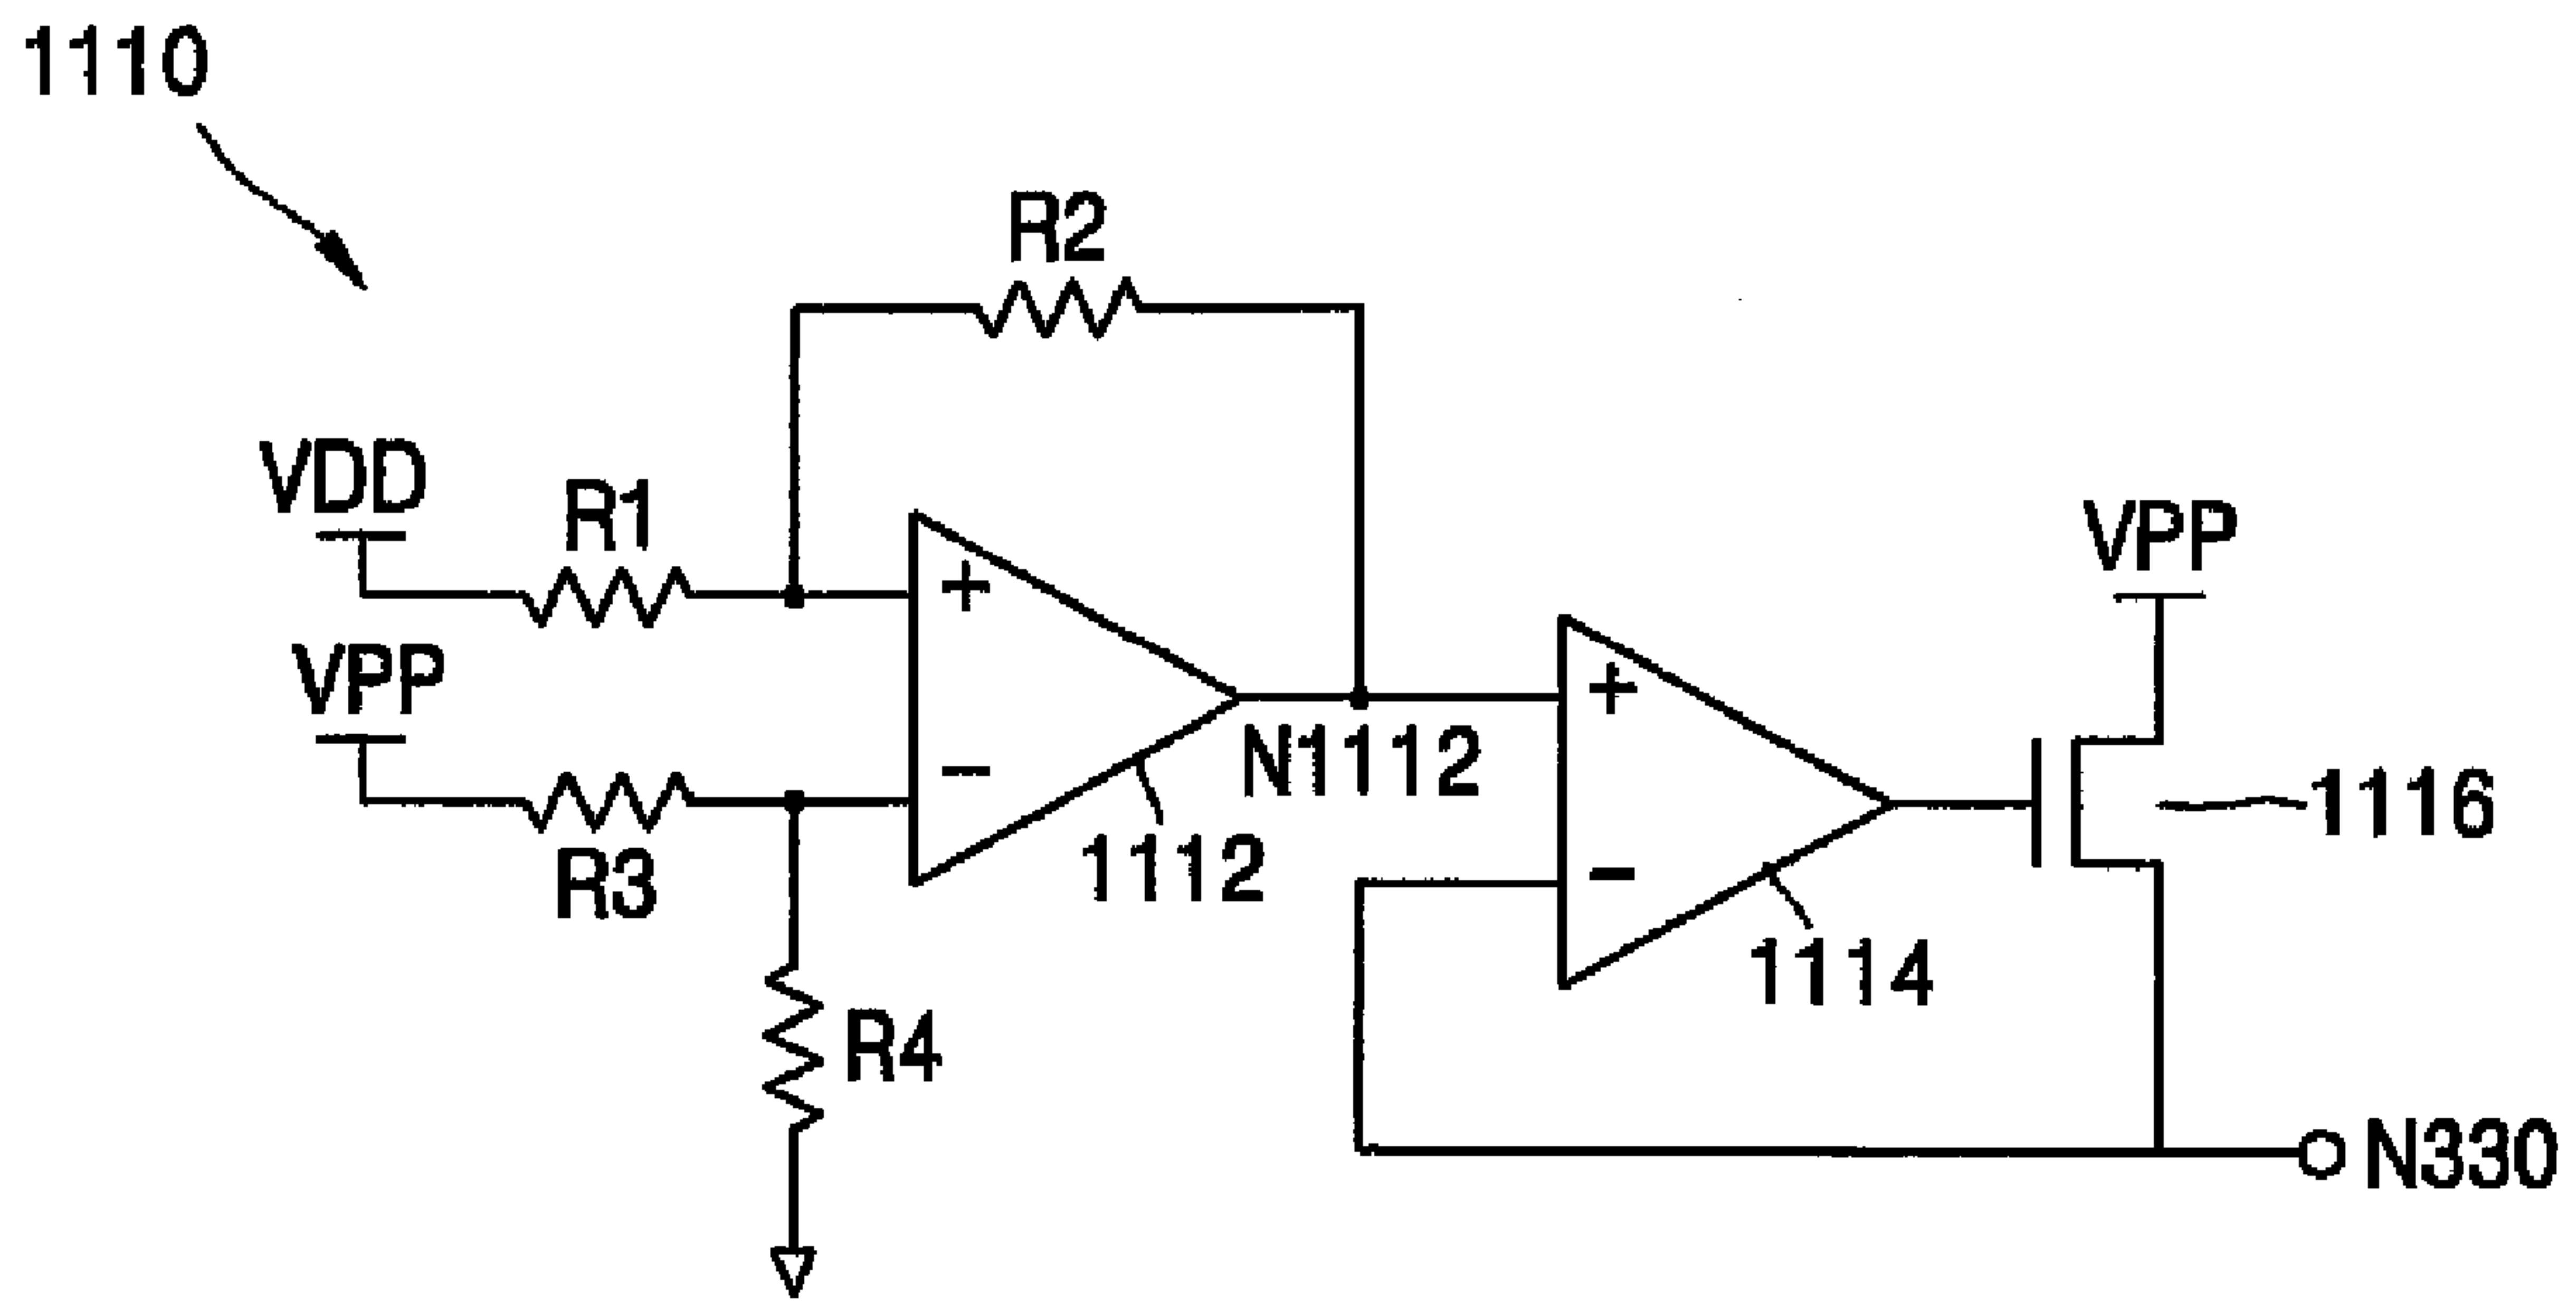 1110
R2
VDD
R1
VPP
VPP
+
+
N1112
−
1116
R3
1112
−
1114
R4
N330